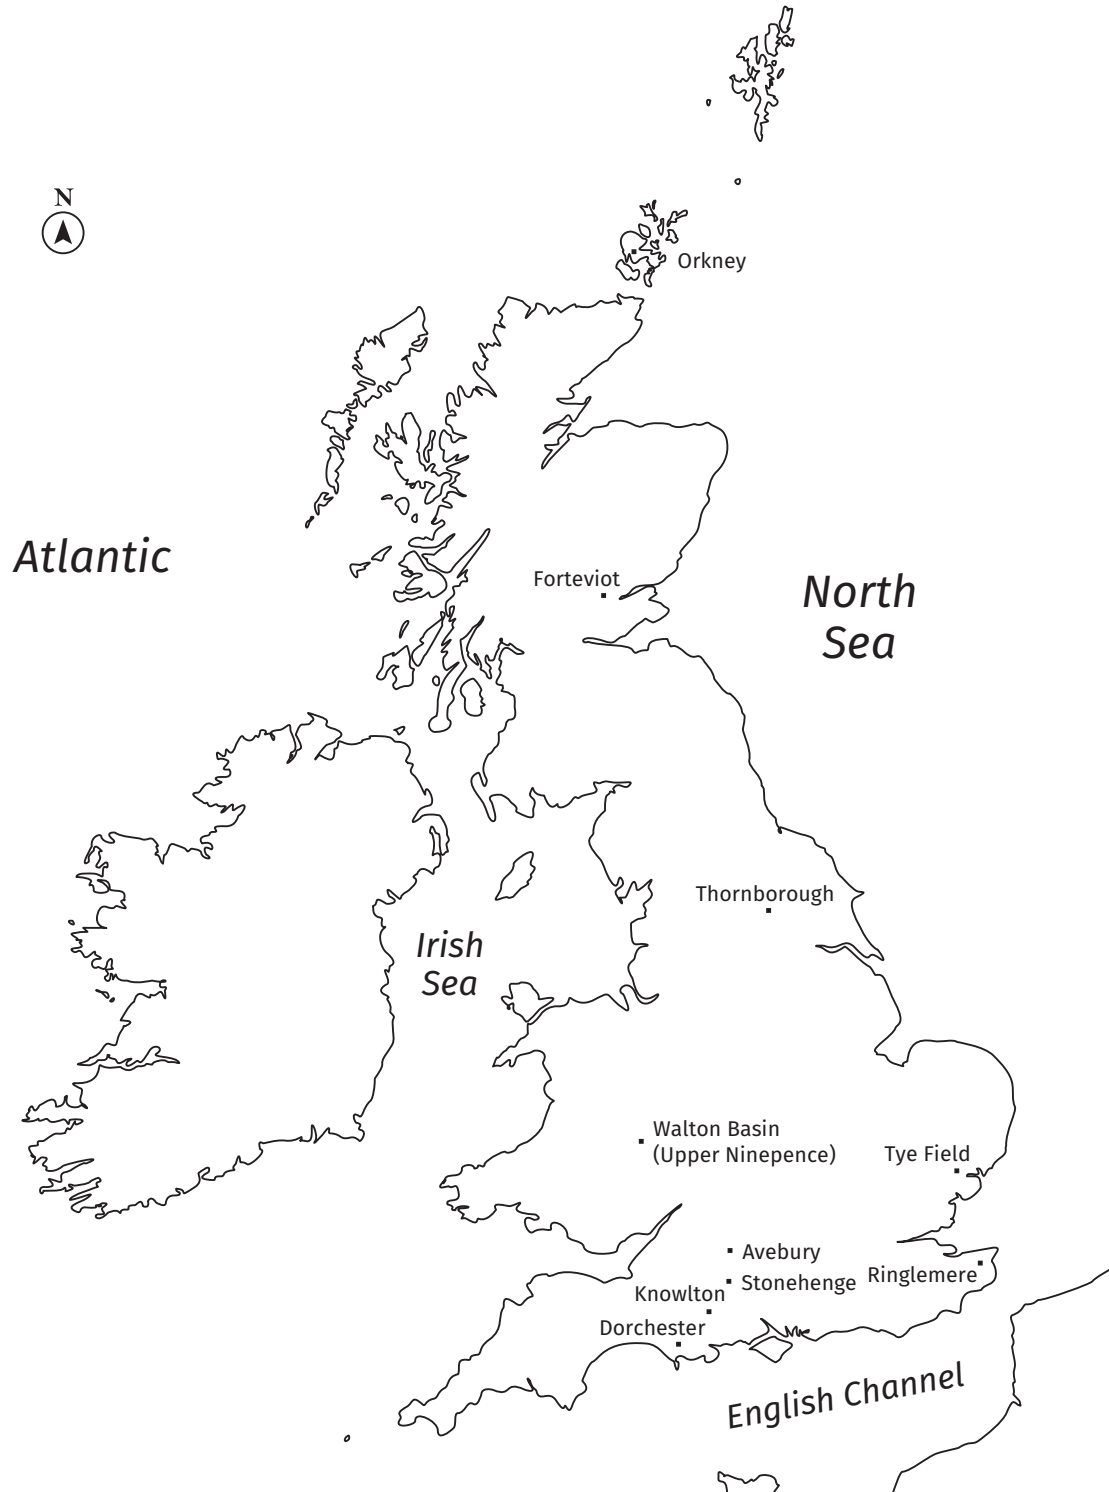 N
Orkney
Atlantic
Forteviot
North
Sea
Thornborough
Irish
Sea
Walton Basin
(Upper Ninepence)
Tye Field
Avebury
Ringlemere
Stonehenge
Knowlton
Dorchester
English Channel